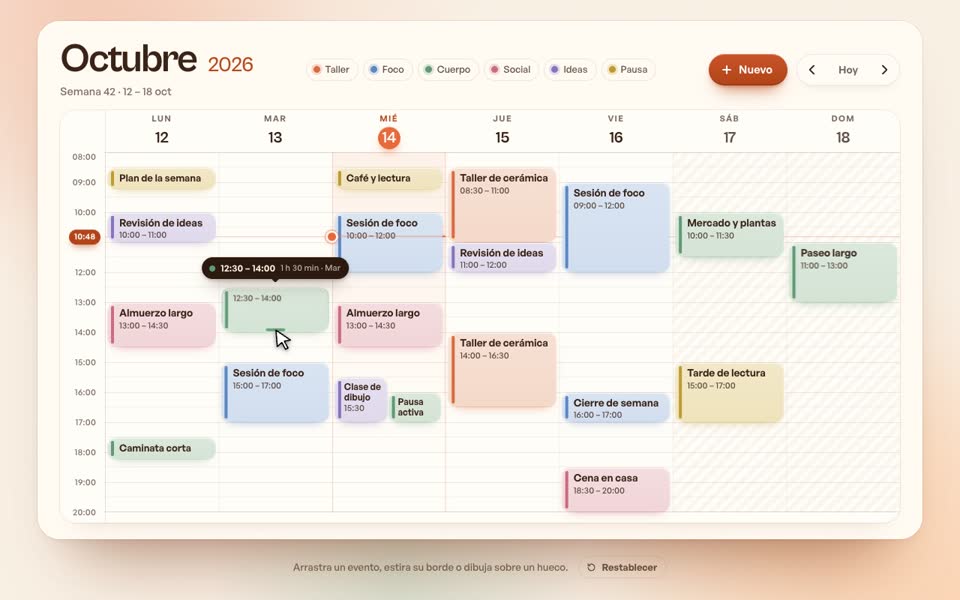 Octubre 2026
Semana 42 · 12 – 18 oct
Taller
Foco
Cuerpo
Social
Ideas
Pausa
+ Nuevo
Hoy
LUN
12
MAR
13
MIÉ
14
JUE
15
VIE
16
SÁB
17
DOM
18
08:00
09:00
10:00
10:48
12:00
13:00
14:00
15:00
16:00
17:00
18:00
19:00
20:00
Plan de la semana
Revisión de ideas
10:00 – 11:00
Almuerzo largo
13:00 – 14:30
Caminata corta
12:30 – 14:00 1 h 30 min · Mar
12:30 – 14:00
Sesión de foco
15:00 – 17:00
Café y lectura
Sesión de foco
10:00 – 12:00
Almuerzo largo
13:00 – 14:30
Clase de
dibujo
15:30
Pausa
activa
Taller de cerámica
08:30 – 11:00
Revisión de ideas
11:00 – 12:00
Taller de cerámica
14:00 – 16:30
Sesión de foco
09:00 – 12:00
Cierre de semana
16:00 – 17:00
Cena en casa
18:30 – 20:00
Mercado y plantas
10:00 – 11:30
Tarde de lectura
15:00 – 17:00
Paseo largo
11:00 – 13:00
Arrastra un evento, estira su borde o dibuja sobre un hueco.
Restablecer